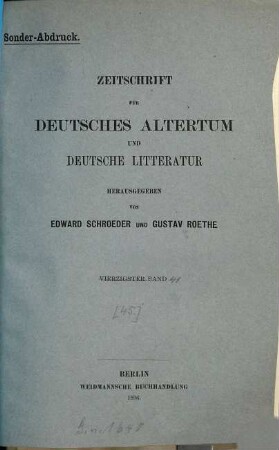 Sonder-Abdruck.
ZEITSCHRIFT
FÜR
DEUTSCHES ALTERTUM
UND
DEUTSCHE LITTERATUR
HERAUSGEGEBEN
VON
EDWARD SCHROEDER UND GUSTAV ROETHE
VIERZIGSTER BAND
[45]
BERLIN
WEIDMANNSCHE BUCHHANDLUNG